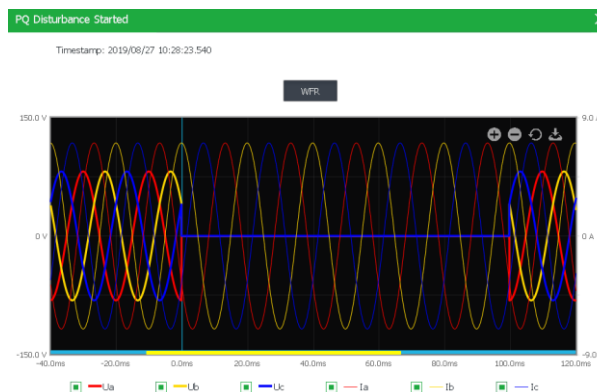 PQ Disturbance Started
Timestamp: 2019/08/27 10:28:23.540
WFR
150.0 V
9.0
0 V
0 A
-150.0 V
-9.0
-40.0ms -20.0ms 0.0ms 20.0ms 40.0ms 60.0ms 80.0ms 100.0ms 120.0ms
Ua Ub Uc Ia Ib Ic